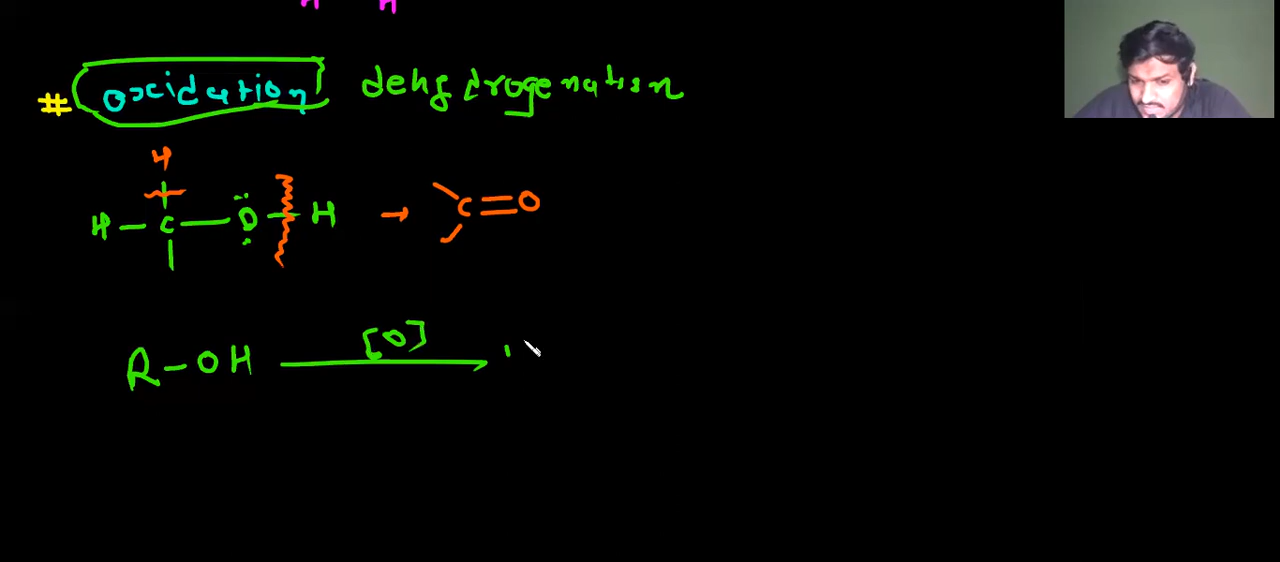 H H
# oxidation dehydrogenation
H
H - C - O - H → C = O
R - OH [O] →